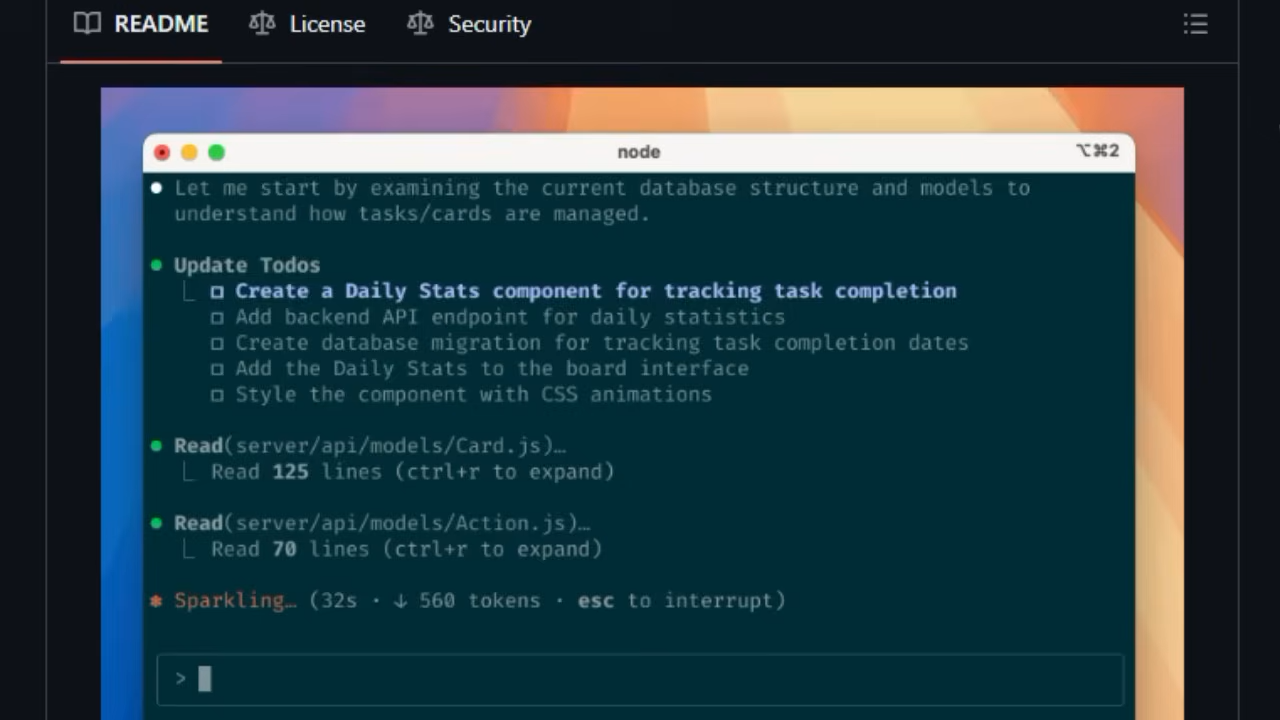 README License Security
node ⌥⌘2
Let me start by examining the current database structure and models to
understand how tasks/cards are managed.
Update Todos
Create a Daily Stats component for tracking task completion
Add backend API endpoint for daily statistics
Create database migration for tracking task completion dates
Add the Daily Stats to the board interface
Style the component with CSS animations
Read(server/api/models/Card.js)…
Read 125 lines (ctrl+r to expand)
Read(server/api/models/Action.js)…
Read 70 lines (ctrl+r to expand)
Sparkling… (32s · ↓ 560 tokens · esc to interrupt)
>